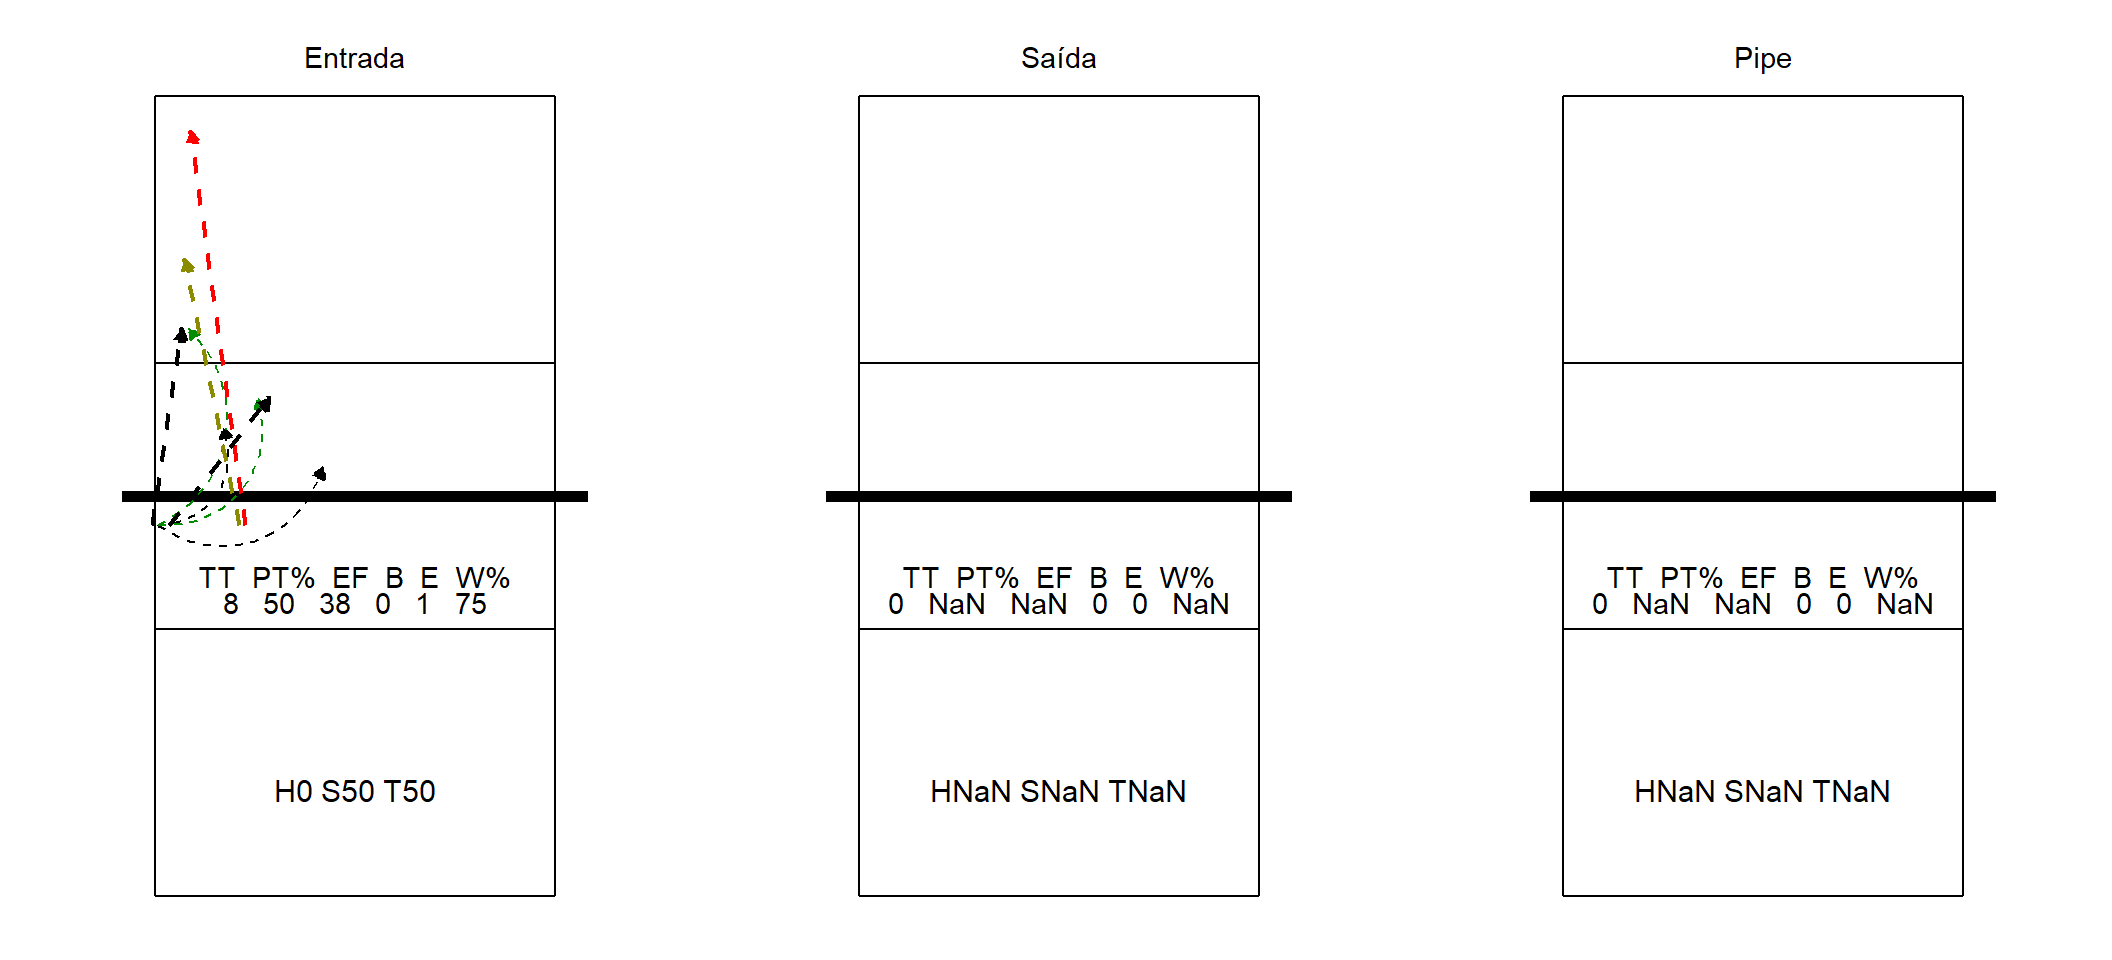 Entrada
TT PT% EF B E W%
8 50 38 0 1 75
H0 S50 T50
Saída
TT PT% EF B E W%
0 NaN NaN 0 0 NaN
HNaN SNaN TNaN
Pipe
TT PT% EF B E W%
0 NaN NaN 0 0 NaN
HNaN SNaN TNaN